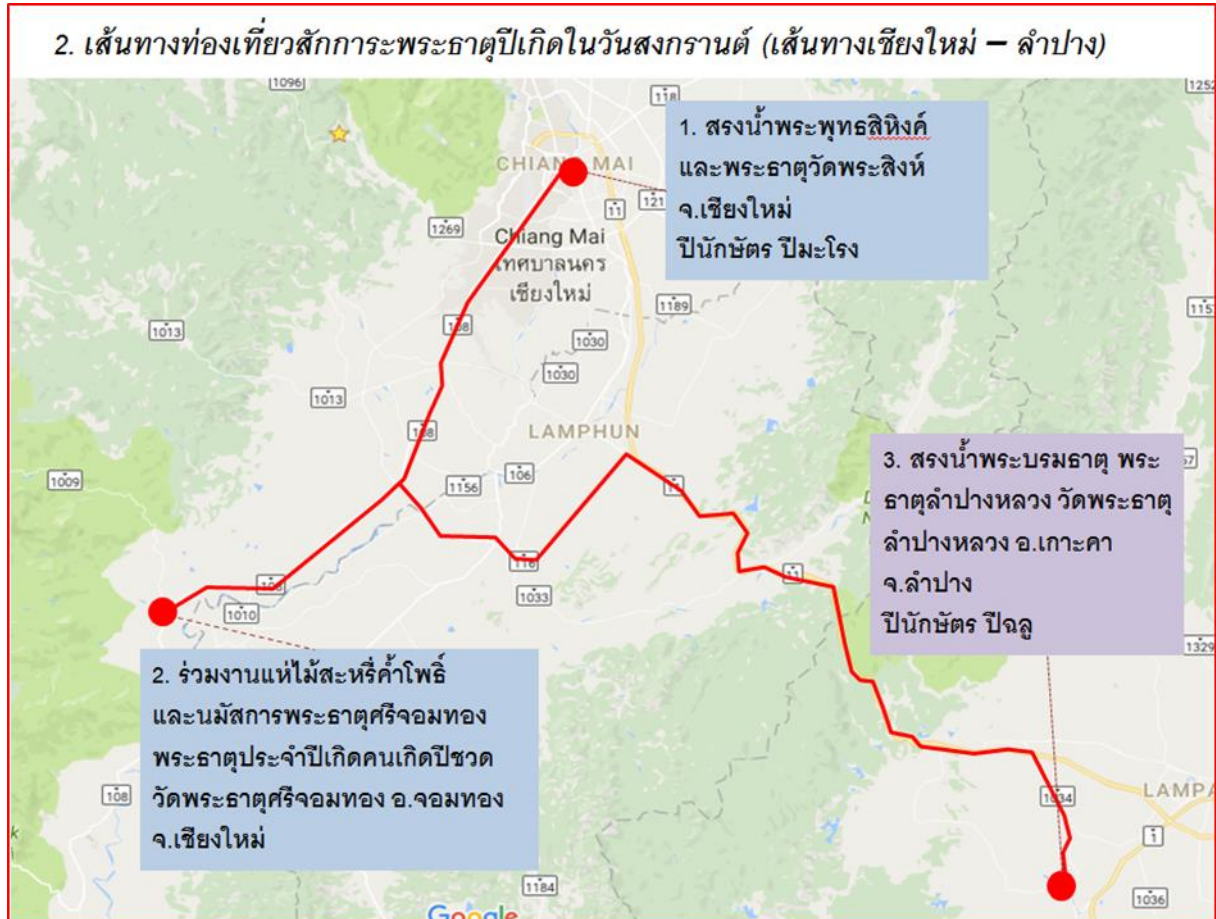 2. เส้นทางท่องเที่ยวสักการะพระธาตุปีเกิดในวันสงกรานต์ (เส้นทางเชียงใหม่ – ลำปาง)
1096
118
1252
1. สรงน้ำพระพุทธสิหิงค์
และพระธาตุวัดพระสิงห์
จ.เชียงใหม่
ปีนักษัตร ปีมะโรง
CHIANG MAI
121
11
1269
Chiang Mai
เทศบาลนคร
เชียงใหม่
1189
115
1013
108
1030
1030
1013
108
LAMPHUN
3. สรงน้ำพระบรมธาตุ พระ
ธาตุลำปางหลวง วัดพระธาตุ
ลำปางหลวง อ.เกาะคา
จ.ลำปาง
ปีนักษัตร ปีฉลู
57
1009
1156
106
11
116
11
1033
108
1010
1329
2. ร่วมงานแห่ไม้สะหรี่ค้ำโพธิ์
และนมัสการพระธาตุศรีจอมทอง
พระธาตุประจำปีเกิดคนเกิดปีชวด
วัดพระธาตุศรีจอมทอง อ.จอมทอง
จ.เชียงใหม่
108
1034
LAMPA
1
1184
1036
Google